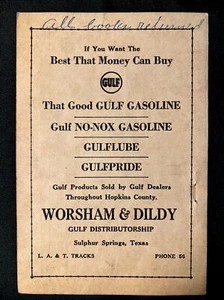 All books returned
If You Want The
Best That Money Can Buy
GULF
That Good GULF GASOLINE
Gulf NO-NOX GASOLINE
GULFLUBE
GULFPRIDE
Gulf Products Sold by Gulf Dealers
Throughout Hopkins County.
WORSHAM & DILDY
GULF DISTRIBUTORSHIP
Sulphur Springs, Texas
L. A. & T. TRACKS PHONE 56